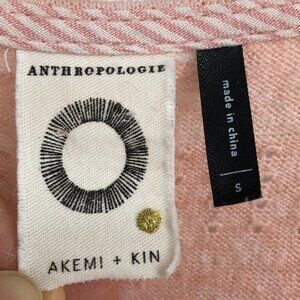 ANTHROPOLOGIE
AKEMI + KIN
made in china
S